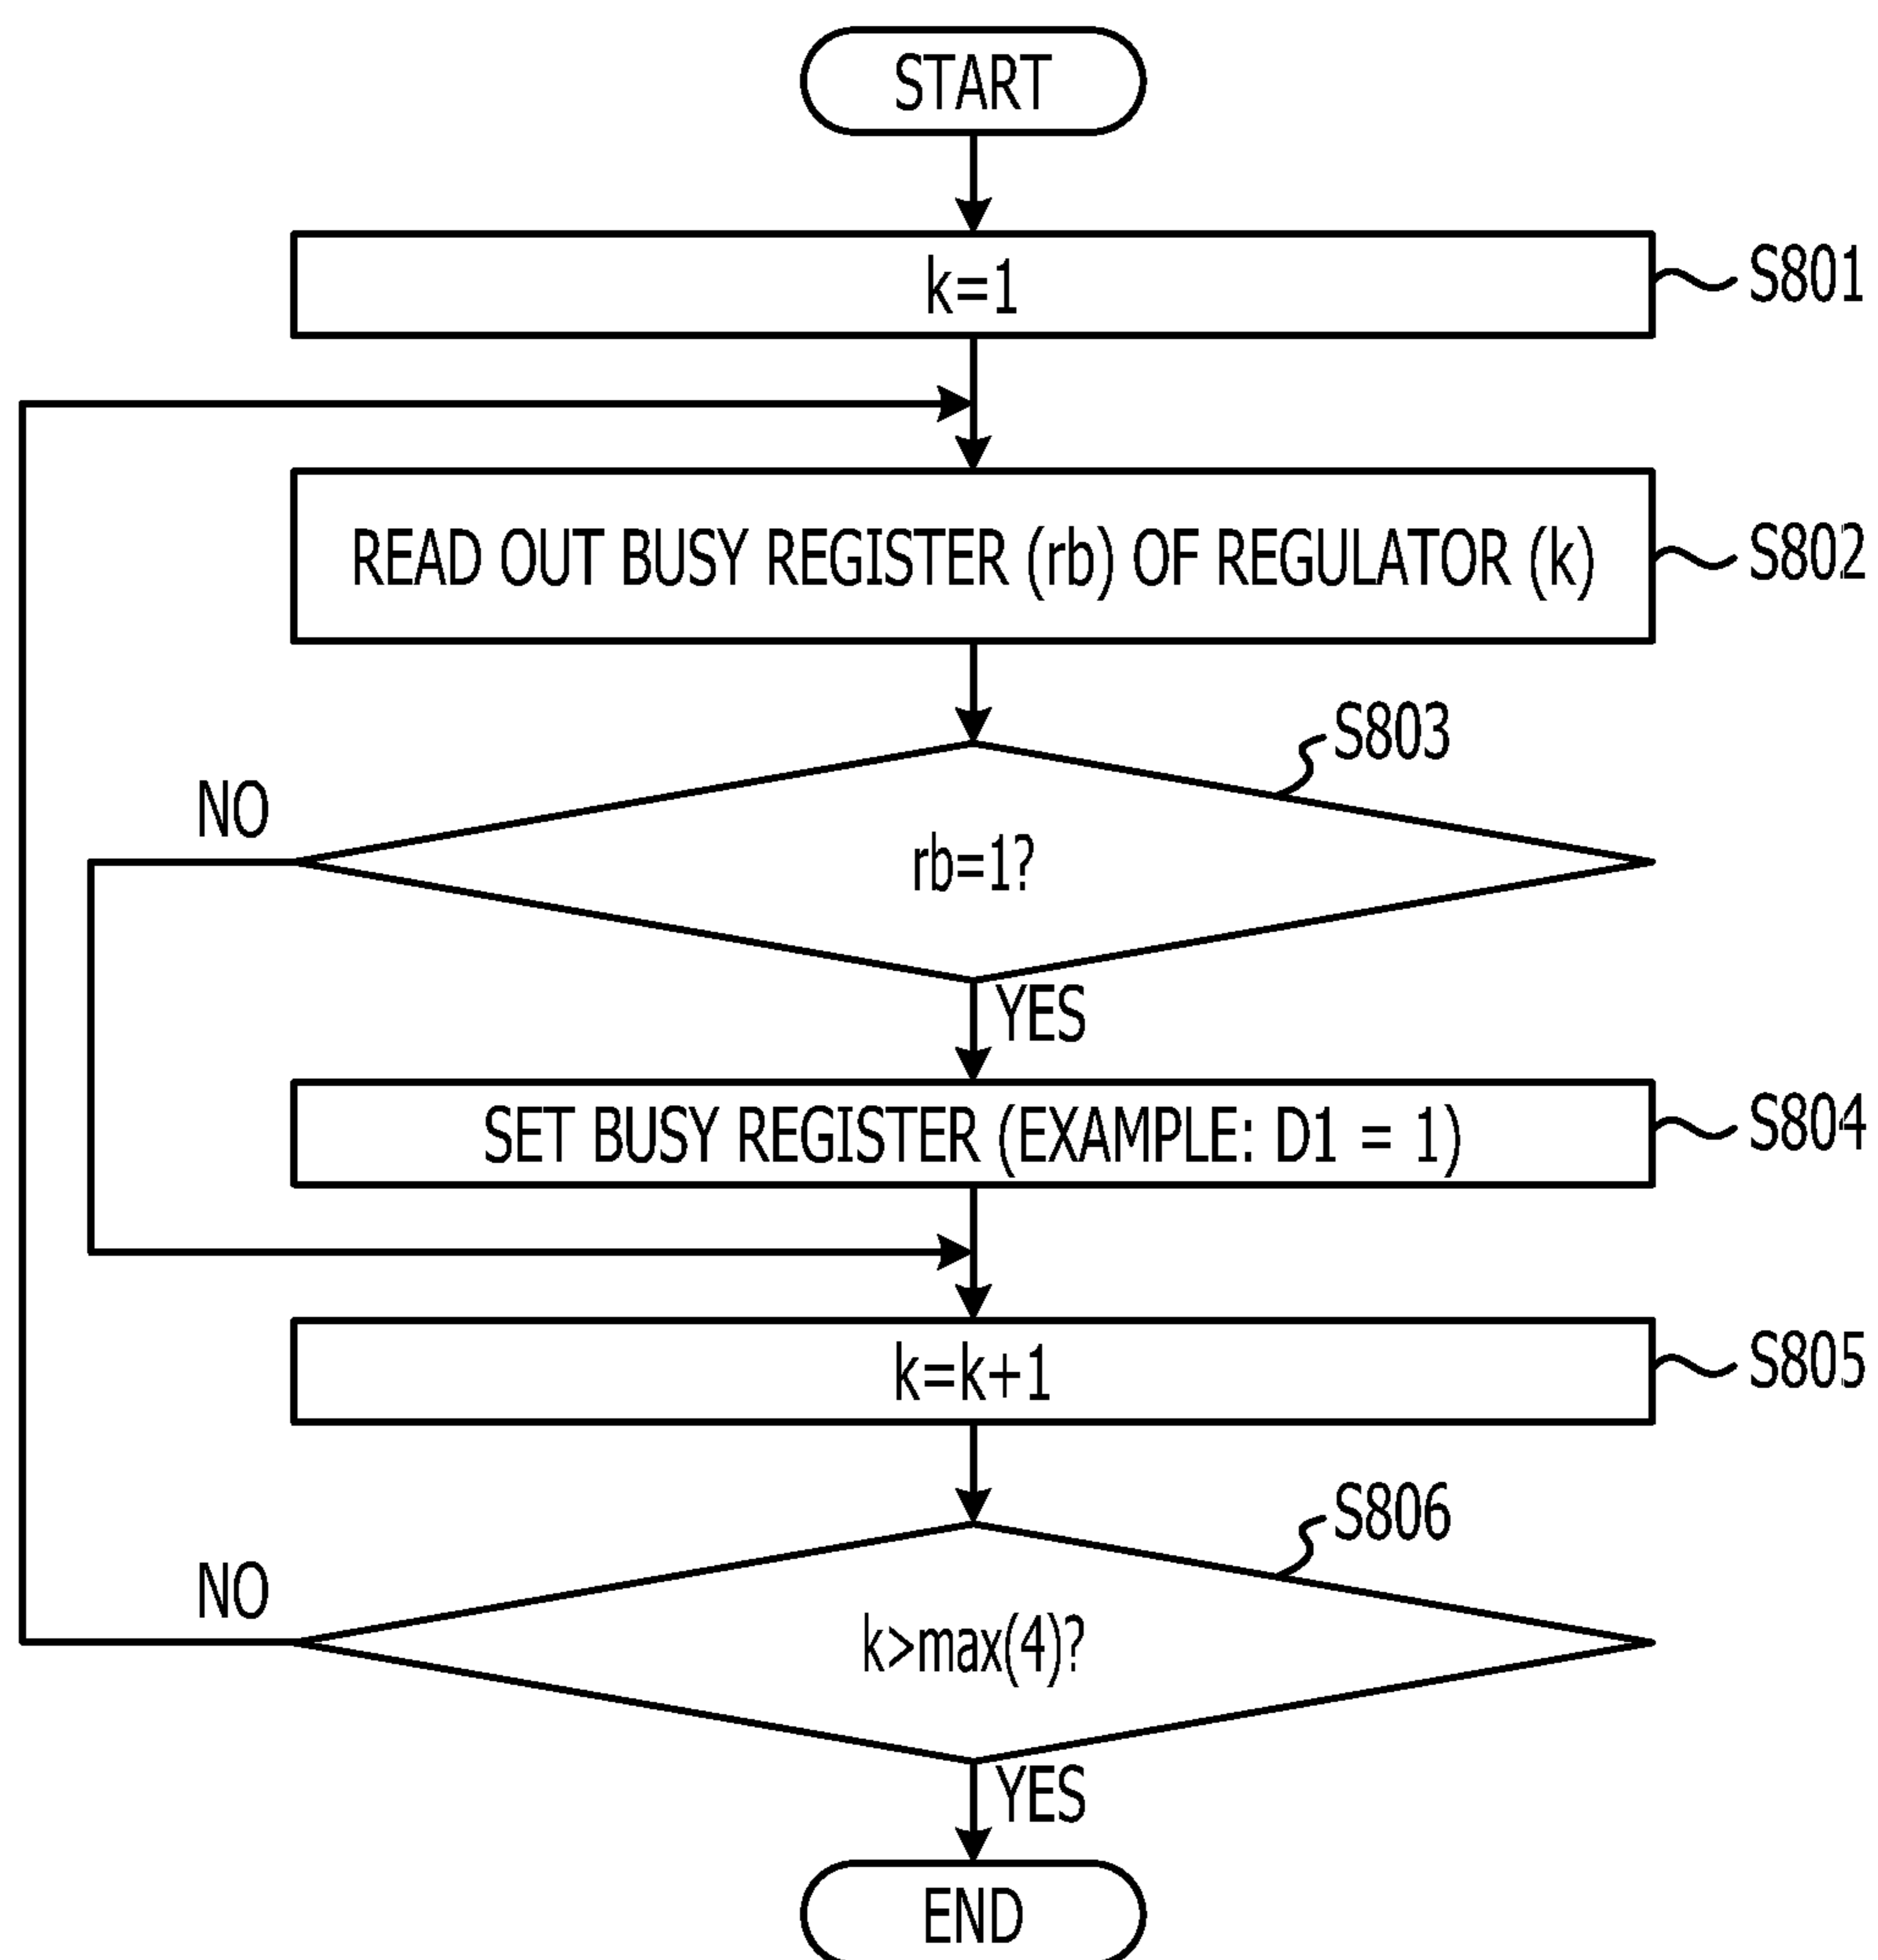 START
k=1
S801
READ OUT BUSY REGISTER (rb) OF REGULATOR (k)
S802
S803
NO
rb=1?
YES
SET BUSY REGISTER (EXAMPLE: D1 = 1)
S804
k=k+1
S805
S806
NO
k>max(4)?
YES
END